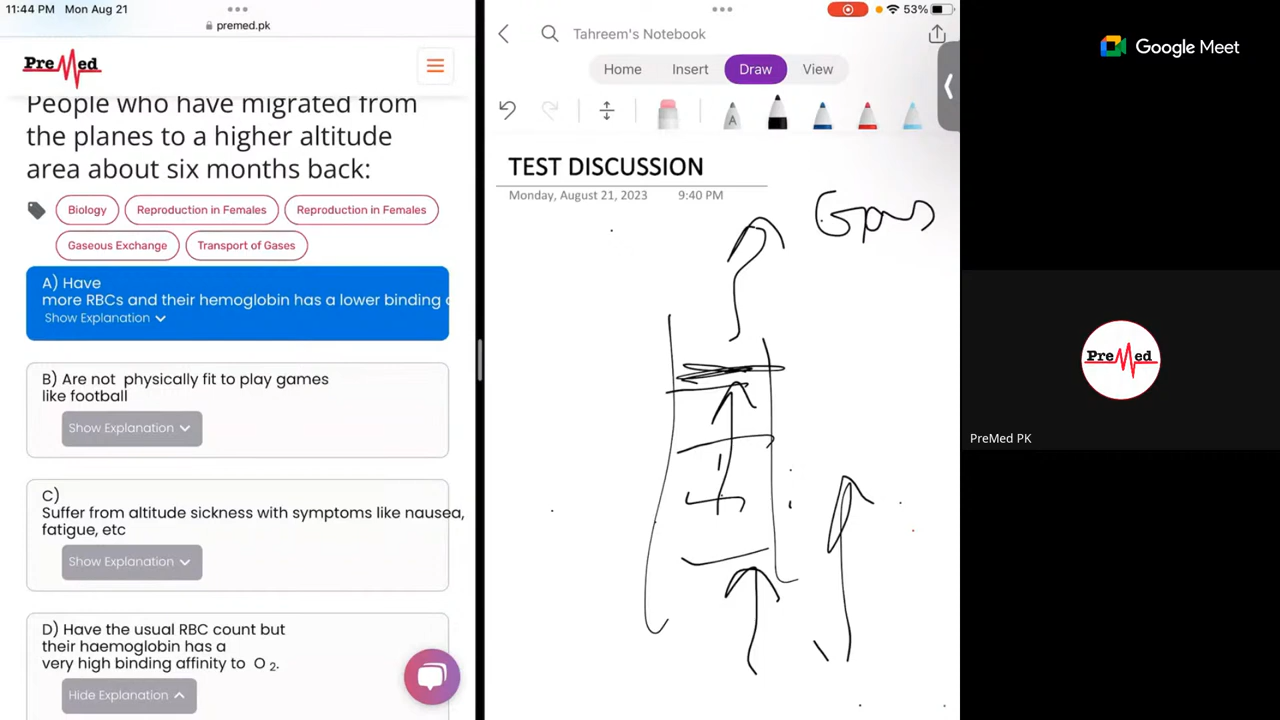 11:44 PM Mon Aug 21
premed.pk
PreMed
People who have migrated from
the planes to a higher altitude
area about six months back:
Biology
Reproduction in Females
Reproduction in Females
Gaseous Exchange
Transport of Gases
A) Have
more RBCs and their hemoglobin has a lower binding
Show Explanation
B) Are not physically fit to play games
like football
Show Explanation
C)
Suffer from altitude sickness with symptoms like nausea,
fatigue, etc
Show Explanation
D) Have the usual RBC count but
their haemoglobin has a
very high binding affinity to O 2.
Hide Explanation
53%
Tahreem's Notebook
Home
Insert
Draw
View
A
TEST DISCUSSION
Monday, August 21, 2023 9:40 PM
Google Meet
PreMed
PreMed PK